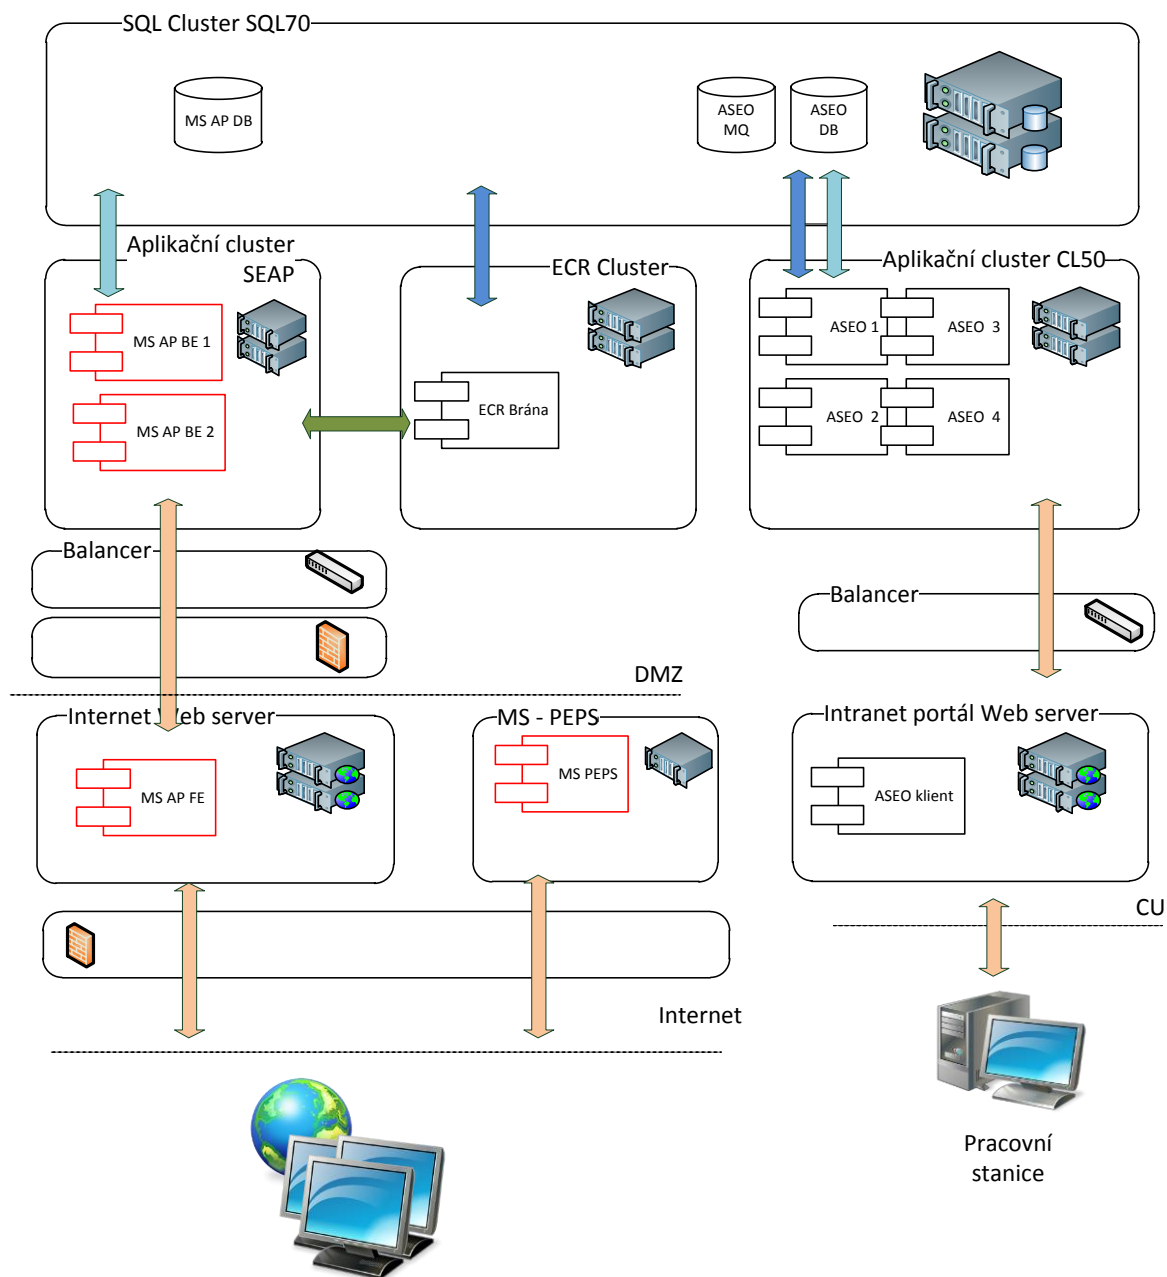 SQL Cluster SQL70
MS AP DB
ASEO
MQ
ASEO
DB
Aplikační cluster
SEAP
ECR Cluster
Aplikační cluster CL50
MS AP BE 1
MS AP BE 2
ECR Brána
ASEO 1
ASEO 3
ASEO 2
ASEO 4
Balancer
Balancer
DMZ
Internet Web server
MS - PEPS
Intranet portál Web server
MS AP FE
MS PEPS
ASEO klient
CU
Internet
Pracovní
stanice